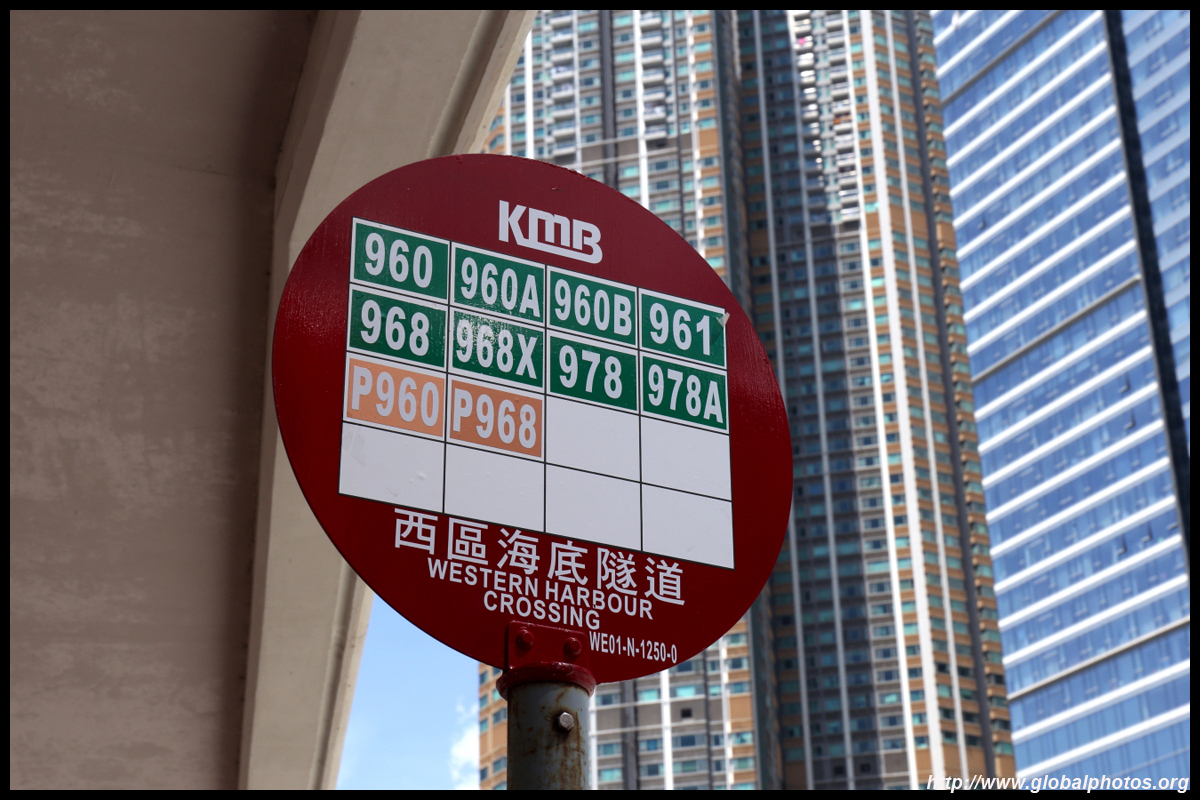 KMB
960 960A 960B 961
968 968X 978 978A
P960 P968
西區海底隧道
WESTERN HARBOUR
CROSSING
WE01-N-1250-0
http://www.globalphotos.org